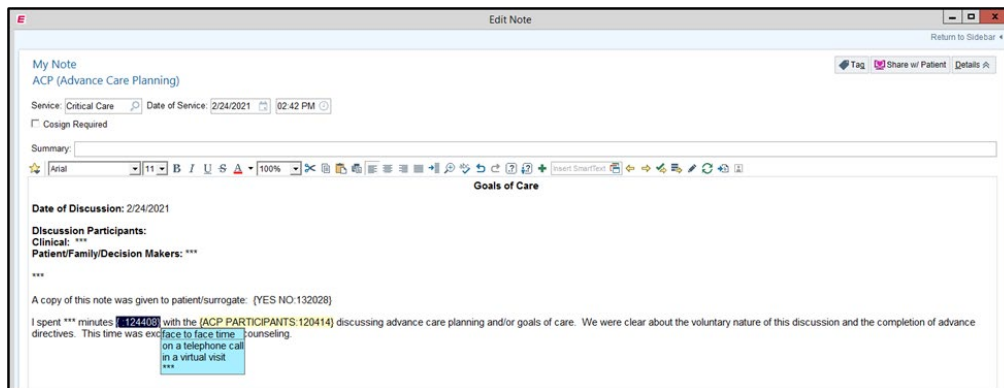 Edit Note
Return to Sidebar
My Note
Tag Share w/ Patient Details
ACP (Advance Care Planning)
Service: Critical Care Date of Service: 2/24/2021 02:42 PM
Cosign Required
Summary:
Arial 11 B I U S A 100% Insert SmartText
Goals of Care
Date of Discussion: 2/24/2021
DIscussion Participants:
Clinical: ***
Patient/Family/Decision Makers: ***
***
A copy of this note was given to patient/surrogate: {YES NO:132028}
I spent *** minutes { :124408} with the {ACP PARTICIPANTS:120414} discussing advance care planning and/or goals of care. We were clear about the voluntary nature of this discussion and the completion of advance
directives. This time was counseling.
face to face time
on a telephone call
in a virtual visit
***